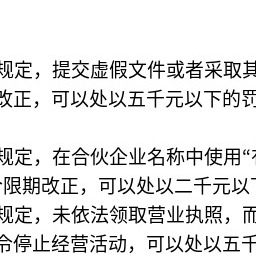 规定，提交虚假文件或者采取其
改正，可以处以五千元以下的罚
规定，在合伙企业名称中使用“
令限期改正，可以处以二千元以下
规定，未依法领取营业执照，而
令停止经营活动，可以处以五千